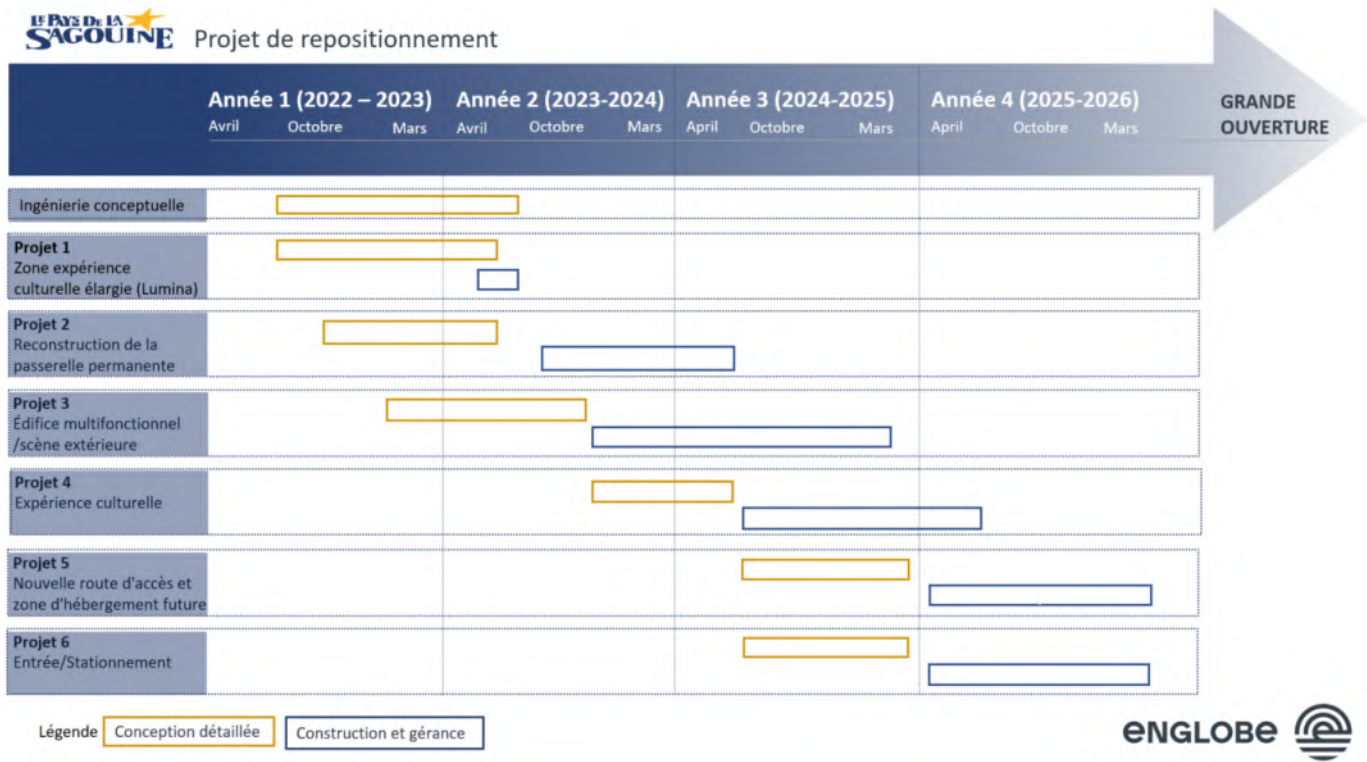 LE PAYS DE LA
SAGOUINE
Projet de repositionnement
Année 1 (2022 – 2023) Année 2 (2023-2024) Année 3 (2024-2025) Année 4 (2025-2026)
Avril Octobre Mars Avril Octobre Mars April Octobre Mars April Octobre Mars
GRANDE
OUVERTURE
Ingénierie conceptuelle
Projet 1
Zone expérience
culturelle élargie (Lumina)
Projet 2
Reconstruction de la
passerelle permanente
Projet 3
Édifice multifonctionnel
/scène extérieure
Projet 4
Expérience culturelle
Projet 5
Nouvelle route d'accès et
zone d'hébergement future
Projet 6
Entrée/Stationnement
Légende Conception détaillée Construction et gérance
ENGLOBE